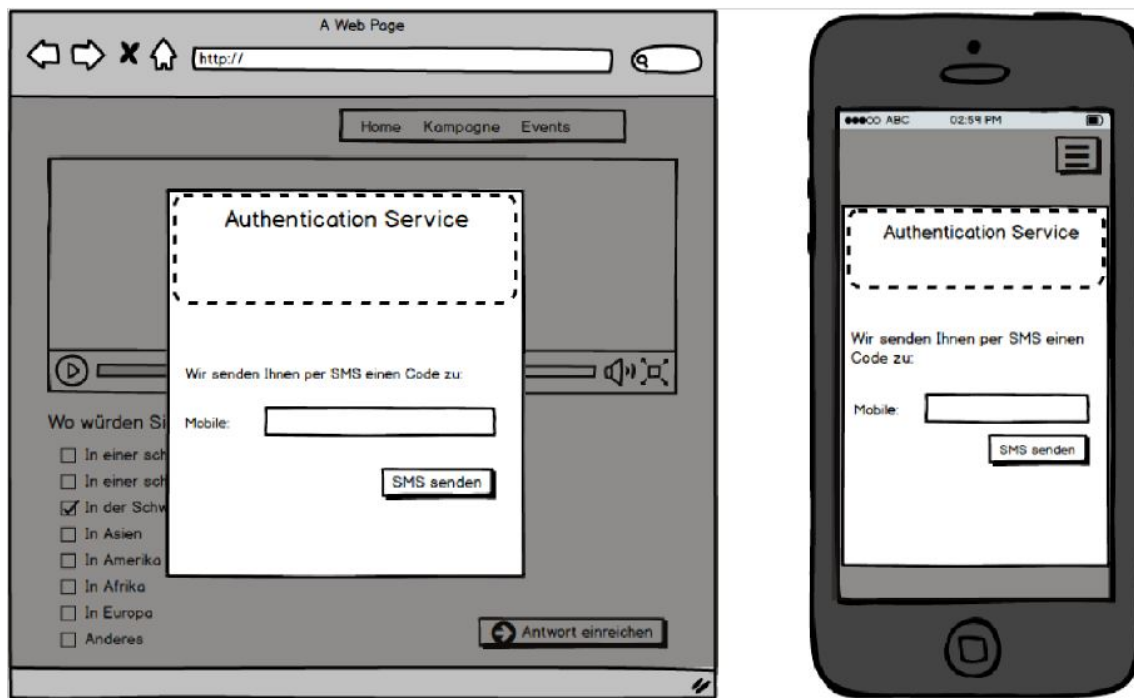 A Web Page
http://
Home Kampagne Events
Authentication Service
Wir senden Ihnen per SMS einen Code zu:
Mobile:
SMS senden
Wo würden Si
In einer sch
In einer sch
In der Schw
In Asien
In Amerika
In Afrika
In Europa
Anderes
Antwort einreichen
ABC 02:59 PM
Authentication Service
Wir senden Ihnen per SMS einen
Code zu:
Mobile:
SMS senden